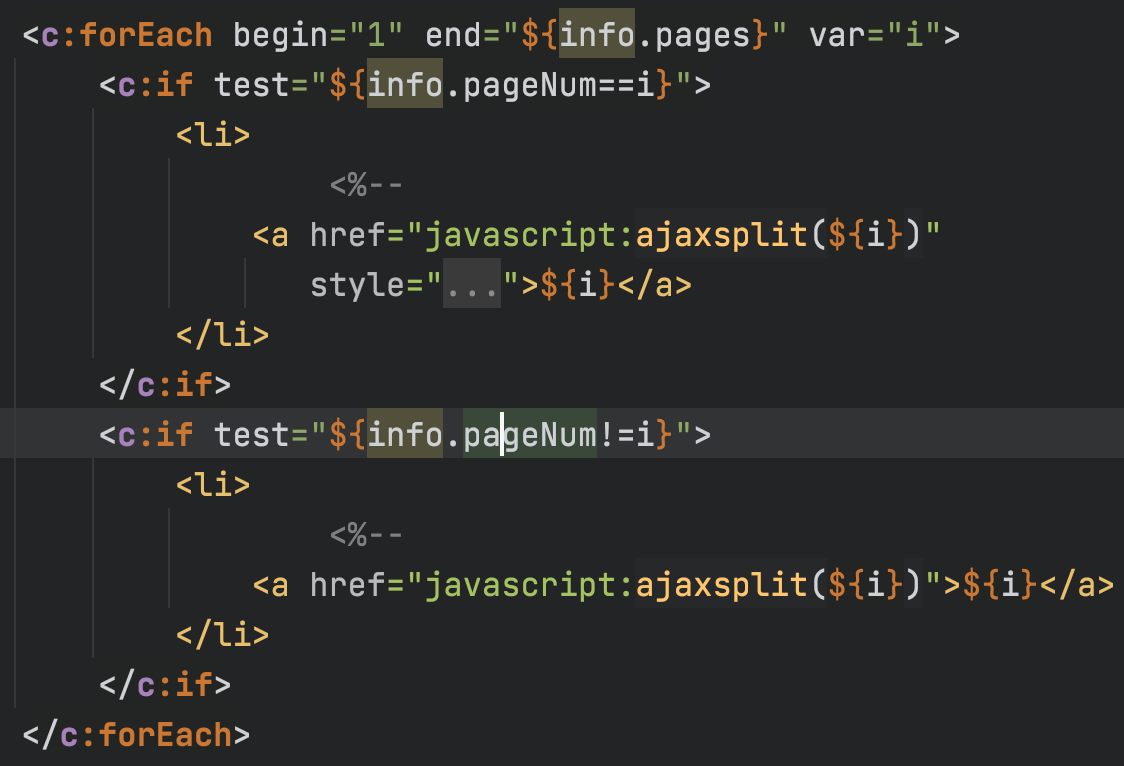 <c:forEach begin="1" end="${info.pages}" var="i">
<c:if test="${info.pageNum==i}">
<li>
<%--
<a href="javascript:ajaxsplit(${i})"
style="...">${i}</a>
</li>
</c:if>
<c:if test="${info.pageNum!=i}">
<li>
<%--
<a href="javascript:ajaxsplit(${i})">${i}</a>
</li>
</c:if>
</c:forEach>